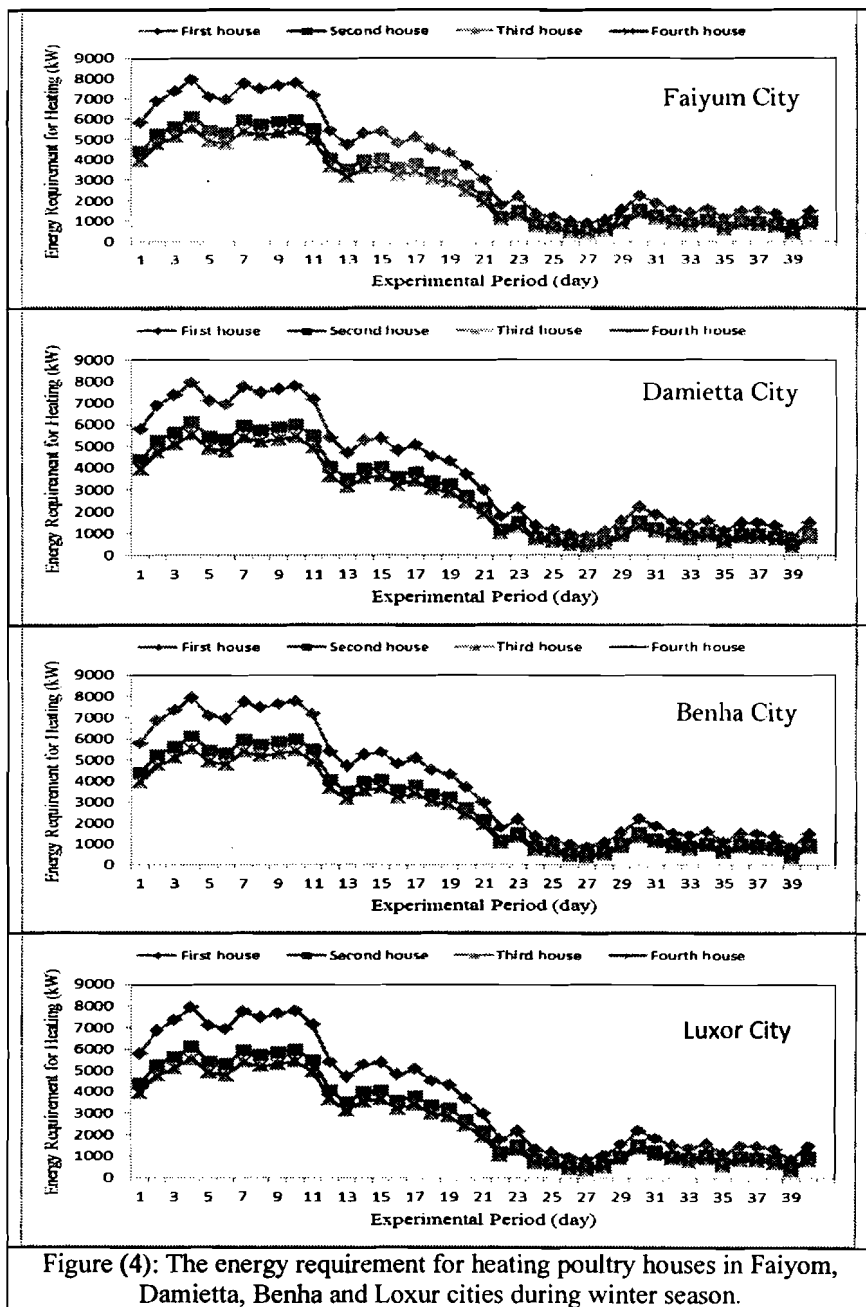 First house Second house Third house Fourth house
Energy Requirement for Heating (kW)
9000
8000
7000
6000
5000
4000
3000
2000
1000
0
Faiyum City
1 3 5 7 9 11 13 15 17 19 21 23 25 27 29 31 33 35 37 39
Experimental Period (day)
First house Second house Third house Fourth house
Energy Requirement for Heating (kW)
9000
8000
7000
6000
5000
4000
3000
2000
1000
0
Damietta City
1 3 5 7 9 11 13 15 17 19 21 23 25 27 29 31 33 35 37 39
Experimental Period (day)
First house Second house Third house Fourth house
Energy Requirement for Heating (kW)
9000
8000
7000
6000
5000
4000
3000
2000
1000
0
Benha City
1 3 5 7 9 11 13 15 17 19 21 23 25 27 29 31 33 35 37 39
Experimental Period (day)
First house Second house Third house Fourth house
Energy Requirement for Heating (kW)
9000
8000
7000
6000
5000
4000
3000
2000
1000
0
Luxor City
1 3 5 7 9 11 13 15 17 19 21 23 25 27 29 31 33 35 37 39
Experimental Period (day)
Figure (4): The energy requirement for heating poultry houses in Faiyom,
Damietta, Benha and Loxur cities during winter season.